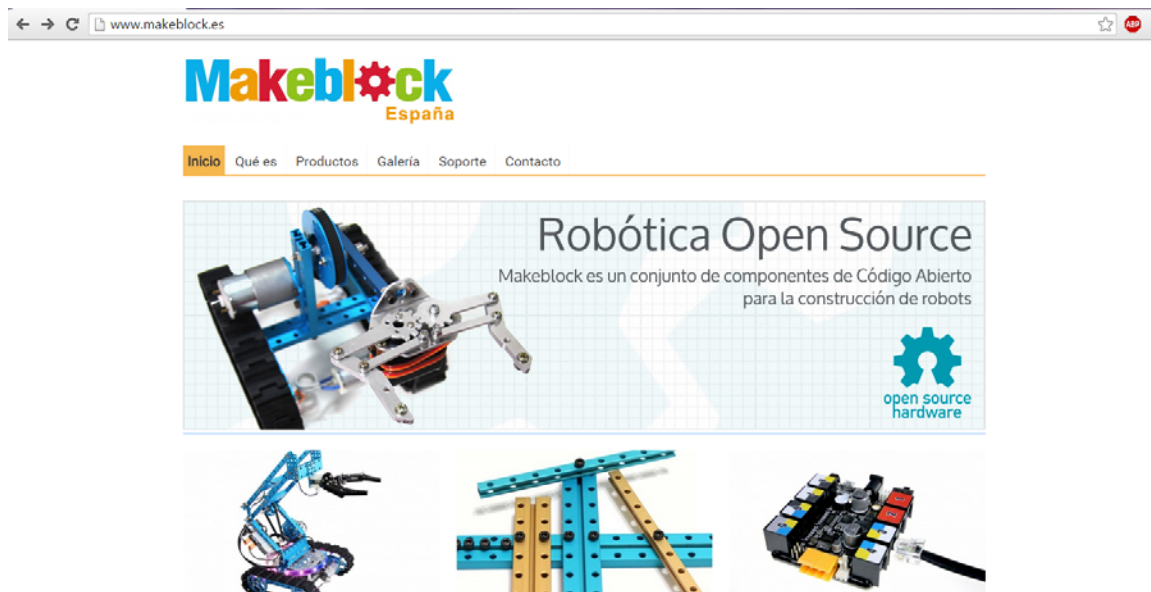 www.makeblock.es
ABP
Makeblock
España
Inicio Qué es Productos Galería Soporte Contacto
Robótica Open Source
Makeblock es un conjunto de componentes de Código Abierto
para la construcción de robots
open source
hardware